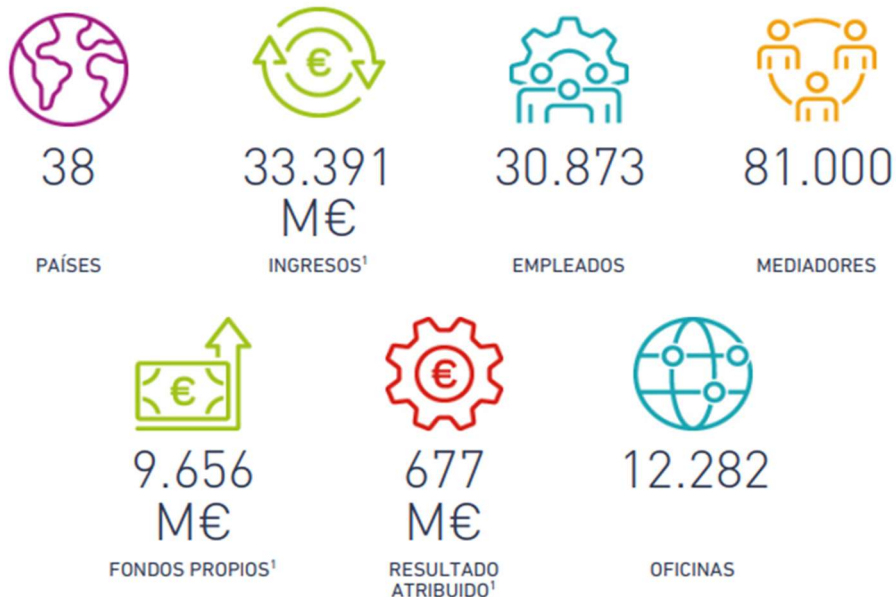 38
PAÍSES
33.391
M€
INGRESOS¹
30.873
EMPLEADOS
81.000
MEDIADORES
9.656
M€
FONDOS PROPIOS¹
677
M€
RESULTADO
ATRIBUIDO¹
12.282
OFICINAS